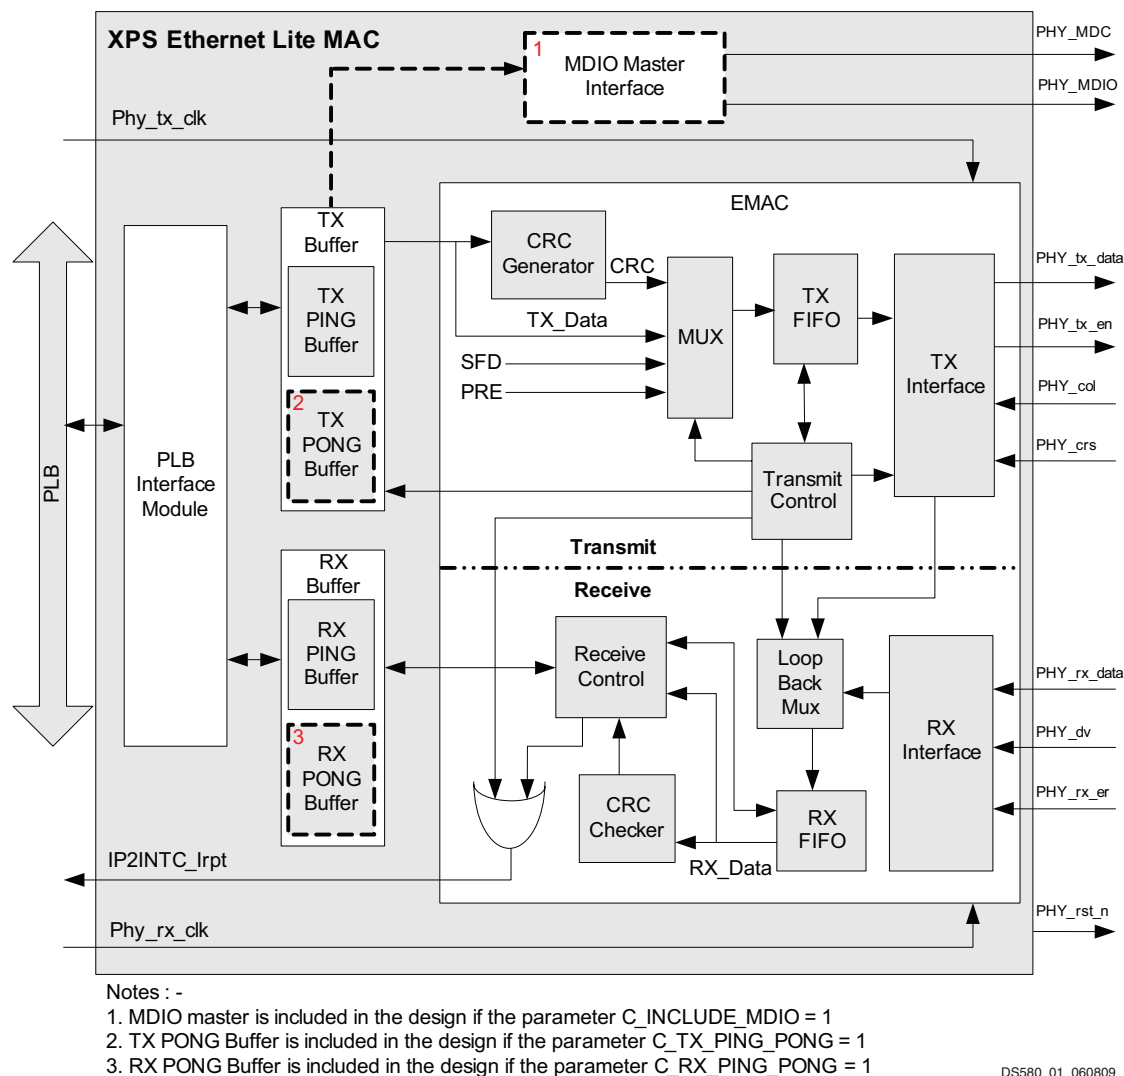 XPS Ethernet Lite MAC
1
MDIO Master
Interface
PHY_MDC
PHY_MDIO
Phy_tx_clk
EMAC
TX
Buffer
CRC
Generator
CRC
TX
PING
Buffer
TX_Data
MUX
TX
FIFO
SFD
PRE
TX
Interface
PHY_tx_data
PHY_tx_en
PHY_col
PHY_crs
2
TX
PONG
Buffer
PLB
PLB
Interface
Module
Transmit
Control
Transmit
Receive
RX
Buffer
RX
PING
Buffer
Receive
Control
Loop
Back
Mux
RX
Interface
PHY_rx_data
PHY_dv
PHY_rx_er
3
RX
PONG
Buffer
CRC
Checker
RX
FIFO
RX_Data
IP2INTC_Irpt
Phy_rx_clk
PHY_rst_n
Notes : -
1. MDIO master is included in the design if the parameter C_INCLUDE_MDIO = 1
2. TX PONG Buffer is included in the design if the parameter C_TX_PING_PONG = 1
3. RX PONG Buffer is included in the design if the parameter C_RX_PING_PONG = 1
DS580_01_060809